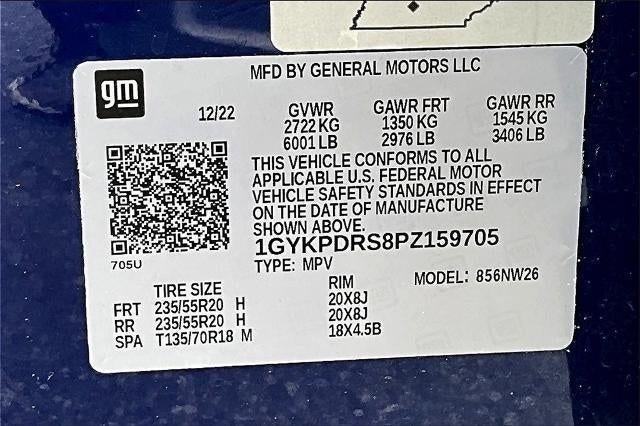 gm
MFD BY GENERAL MOTORS LLC
12/22 GVWR GAWR FRT GAWR RR
2722 KG 1350 KG 1545 KG
6001 LB 2976 LB 3406 LB
THIS VEHICLE CONFORMS TO ALL
APPLICABLE U.S. FEDERAL MOTOR
VEHICLE SAFETY STANDARDS IN EFFECT
ON THE DATE OF MANUFACTURE
SHOWN ABOVE.
1GYKPDRS8PZ159705
705U
TYPE: MPV
MODEL: 856NW26
TIRE SIZE RIM
FRT 235/55R20 H 20X8J
RR 235/55R20 H 20X8J
SPA T135/70R18 M 18X4.5B